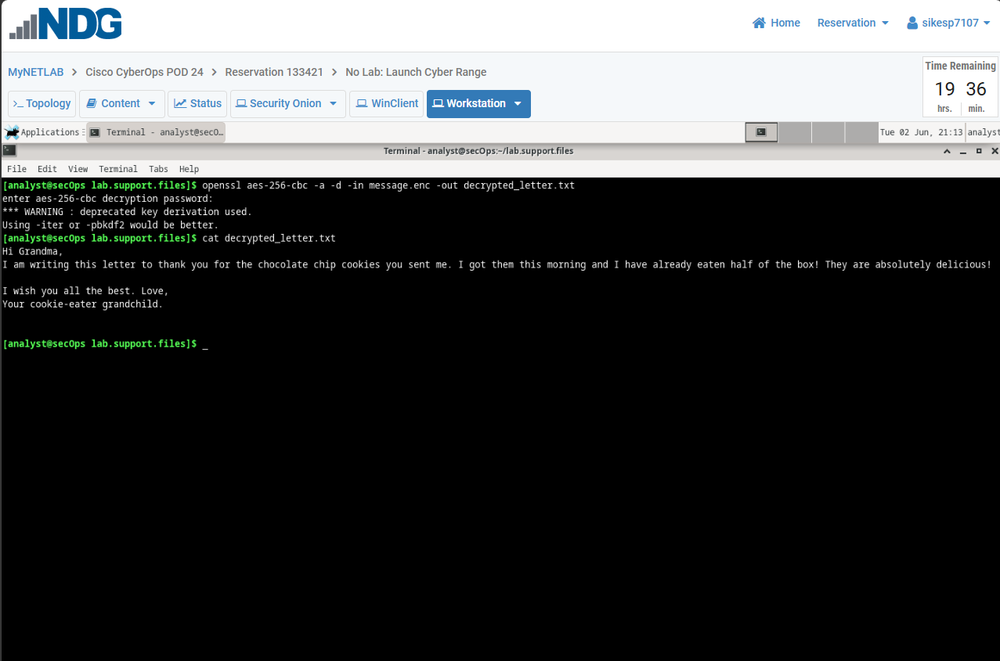 NDG
Home Reservation sikesp7107
MyNETLAB > Cisco CyberOps POD 24 > Reservation 133421 > No Lab: Launch Cyber Range
Time Remaining
19 36
hrs. min.
>_ Topology Content Status Security Onion WinClient Workstation
Applications Terminal - analyst@secO… Tue 02 Jun, 21:13 analyst
Terminal - analyst@secOps:~/lab.support.files
File Edit View Terminal Tabs Help
[analyst@secOps lab.support.files]$ openssl aes-256-cbc -a -d -in message.enc -out decrypted_letter.txt
enter aes-256-cbc decryption password:
*** WARNING : deprecated key derivation used.
Using -iter or -pbkdf2 would be better.
[analyst@secOps lab.support.files]$ cat decrypted_letter.txt
Hi Grandma,
I am writing this letter to thank you for the chocolate chip cookies you sent me. I got them this morning and I have already eaten half of the box! They are absolutely delicious!
I wish you all the best. Love,
Your cookie-eater grandchild.
[analyst@secOps lab.support.files]$ _